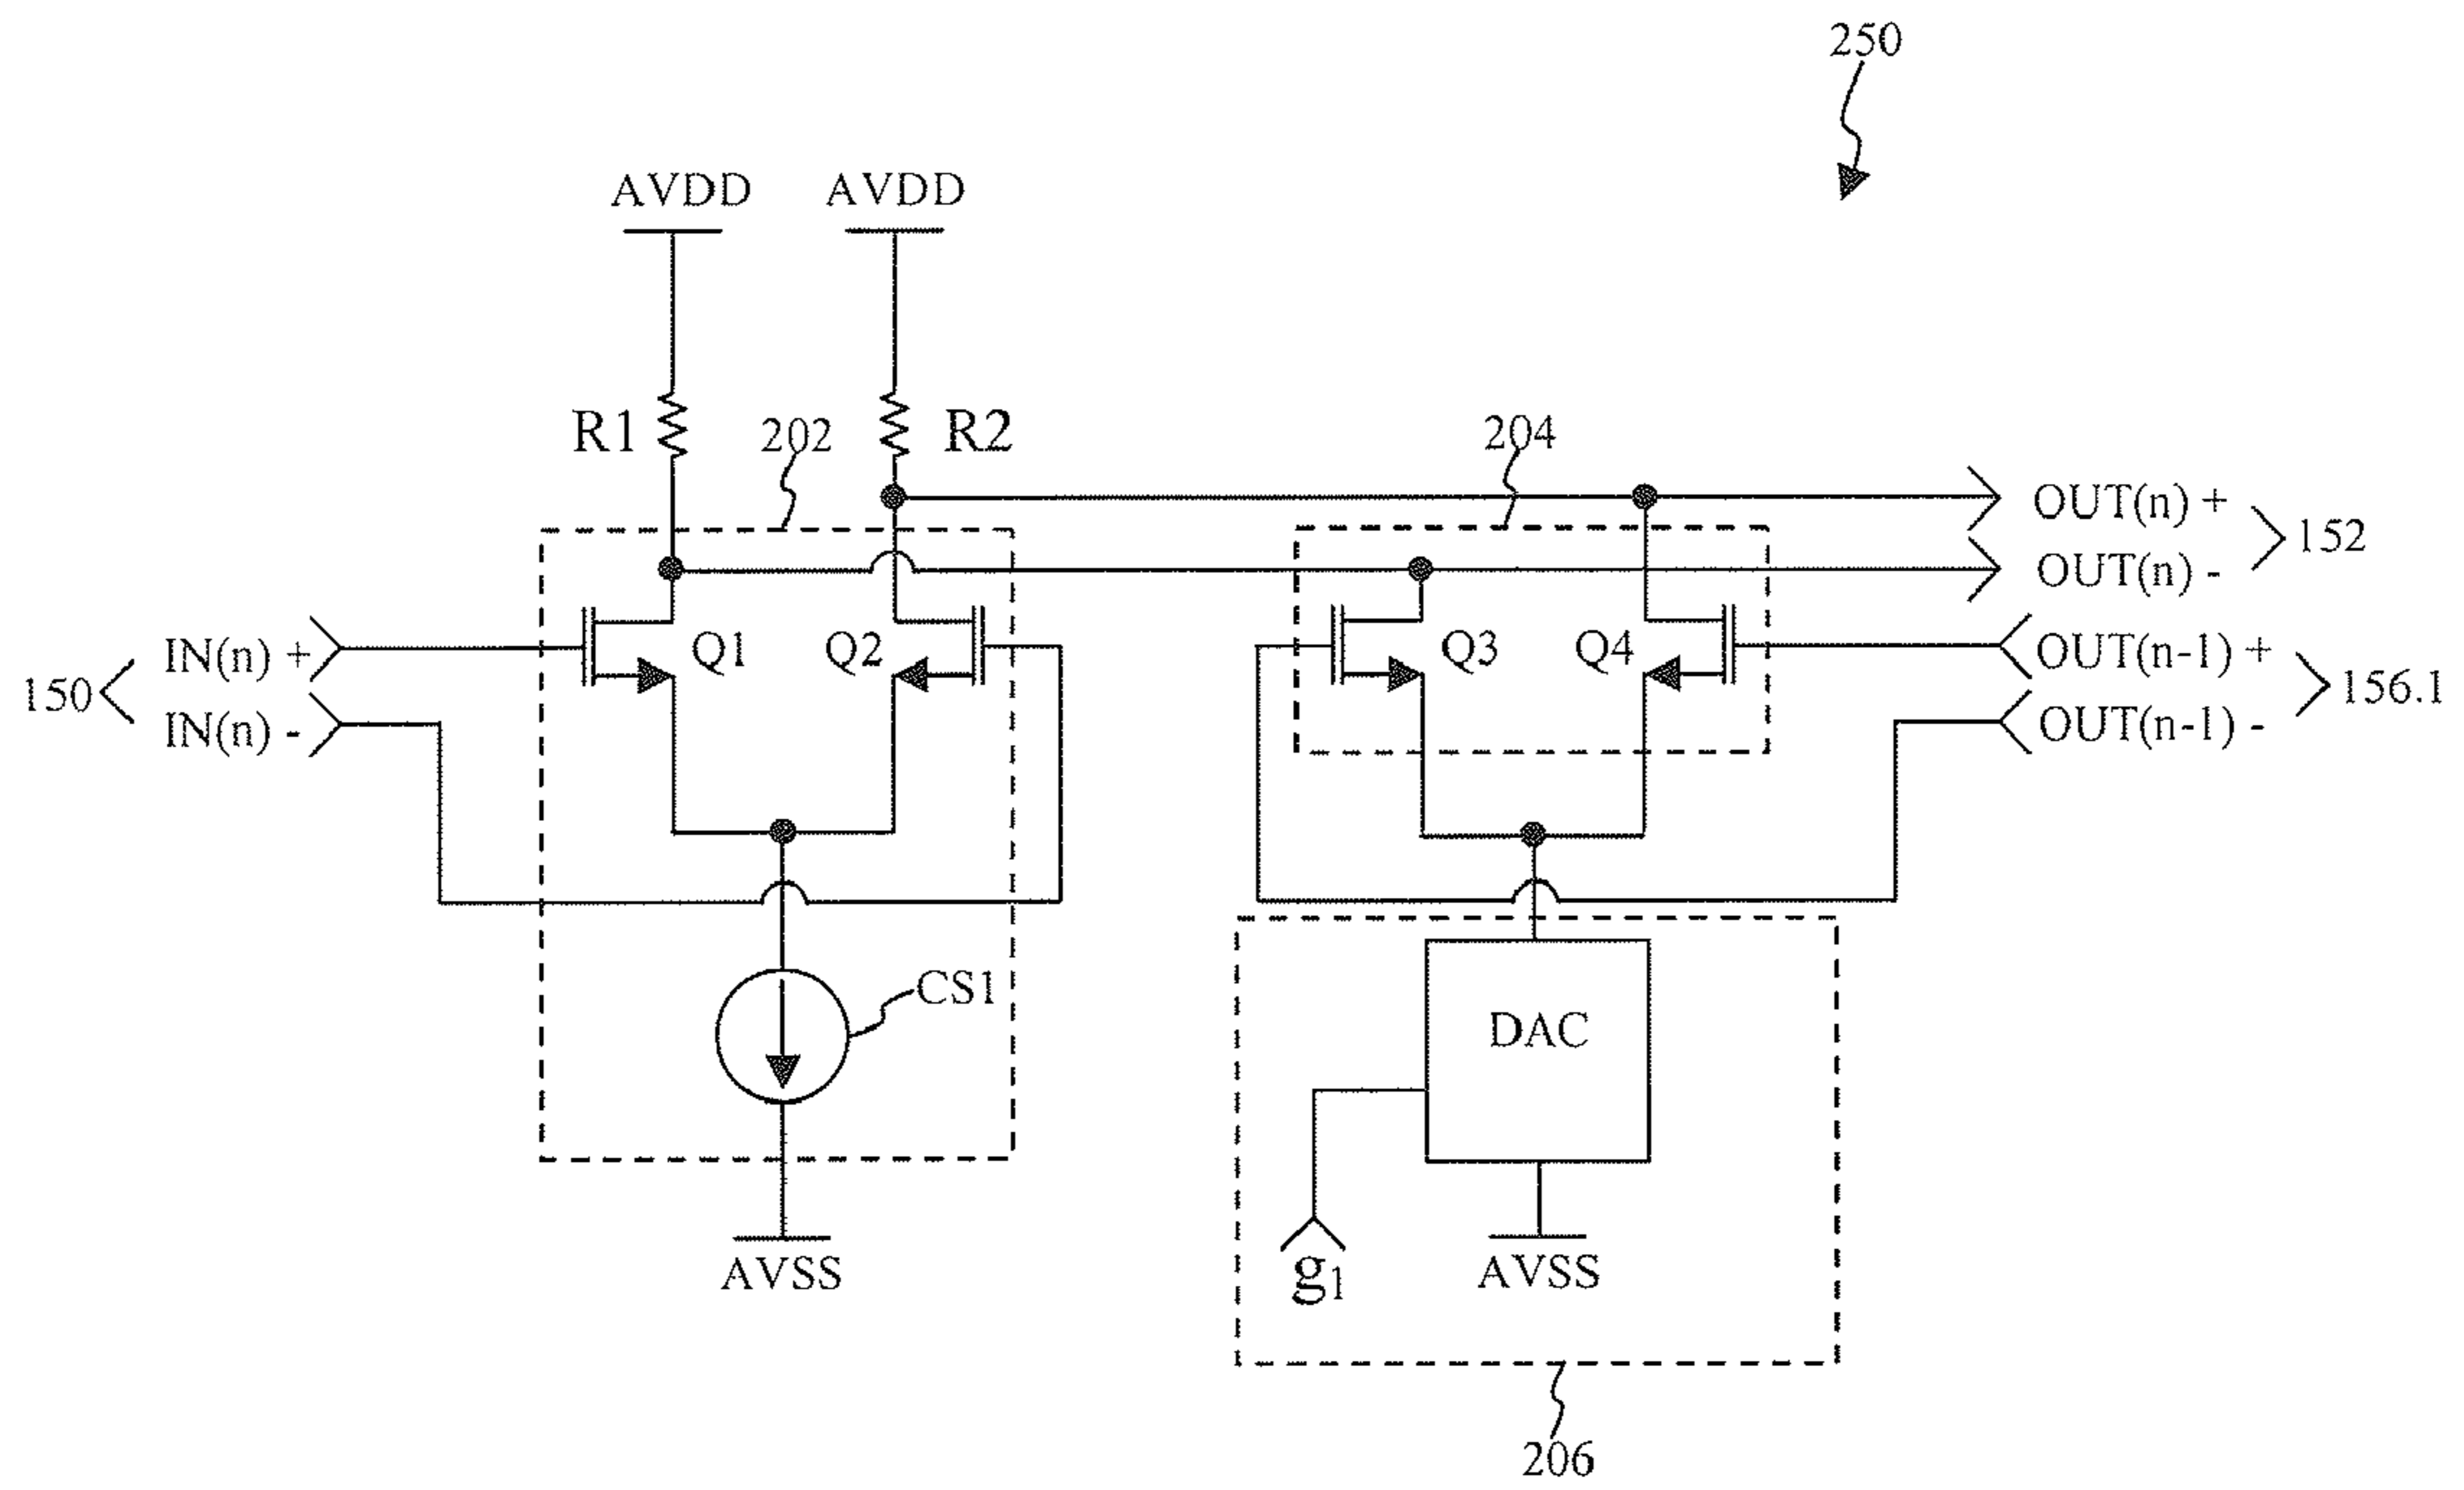 250
AVDD AVDD
R1 202 R2 204
OUT(n) +
152
OUT(n) -
IN(n) + Q1 Q2 Q3 Q4 OUT(n-1) +
150 156.1
IN(n) - OUT(n-1) -
CS1
DAC
AVSS g1 AVSS
206